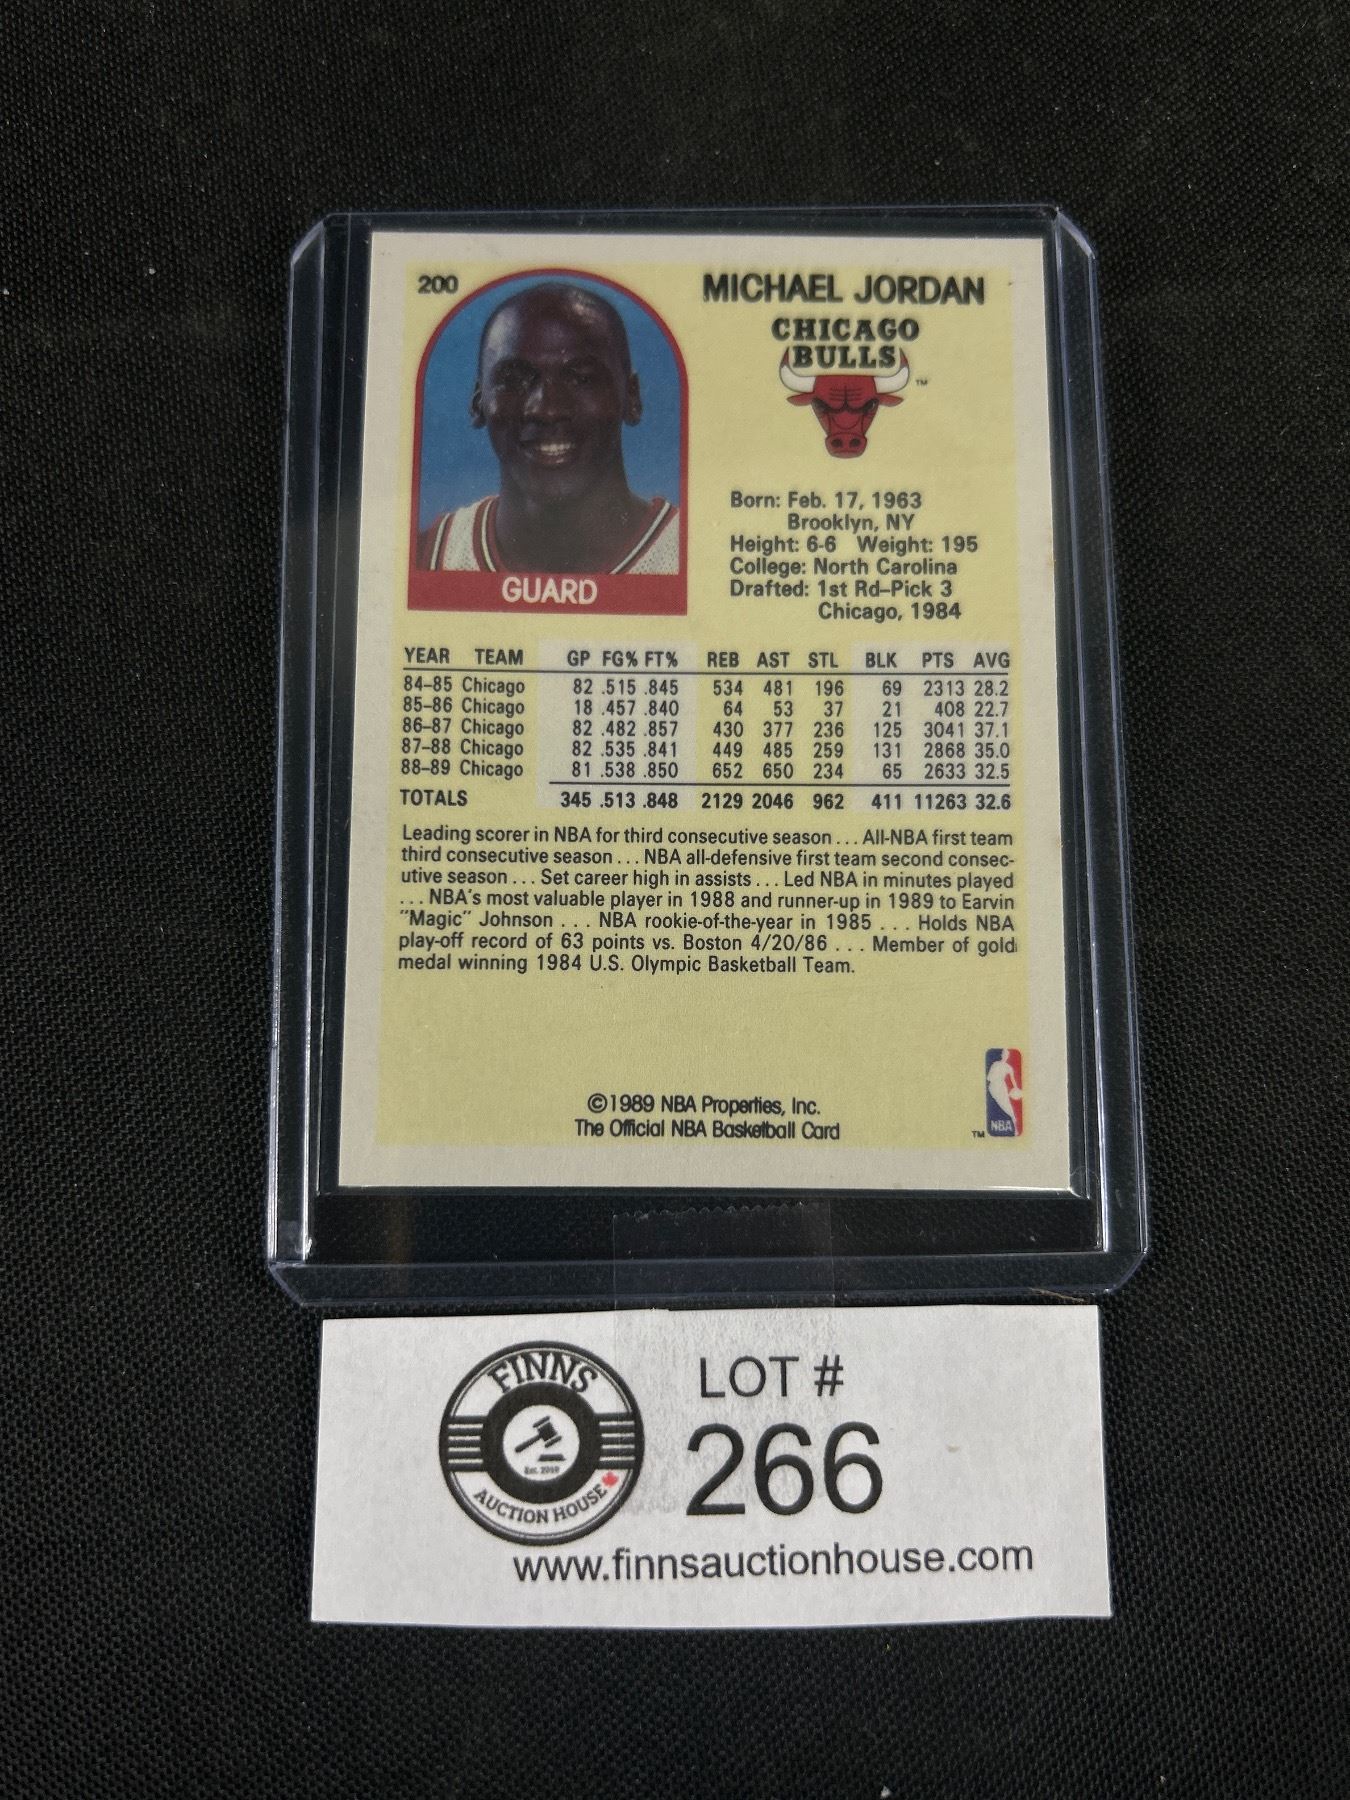 200
MICHAEL JORDAN
CHICAGO
BULLS
TM
Born: Feb. 17, 1963
Brooklyn, NY
Height: 6-6 Weight: 195
College: North Carolina
Drafted: 1st Rd–Pick 3
Chicago, 1984
GUARD
YEAR TEAM GP FG% FT% REB AST STL BLK PTS AVG
84–85 Chicago 82 .515 .845 534 481 196 69 2313 28.2
85–86 Chicago 18 .457 .840 64 53 37 21 408 22.7
86–87 Chicago 82 .482 .857 430 377 236 125 3041 37.1
87–88 Chicago 82 .535 .841 449 485 259 131 2868 35.0
88–89 Chicago 81 .538 .850 652 650 234 65 2633 32.5
TOTALS 345 .513 .848 2129 2046 962 411 11263 32.6
Leading scorer in NBA for third consecutive season . . . All-NBA first team
third consecutive season . . . NBA all-defensive first team second consec-
utive season . . . Set career high in assists . . . Led NBA in minutes played
. . . NBA's most valuable player in 1988 and runner-up in 1989 to Earvin
"Magic" Johnson . . . NBA rookie-of-the-year in 1985 . . . Holds NBA
play-off record of 63 points vs. Boston 4/20/86 . . . Member of gold
medal winning 1984 U.S. Olympic Basketball Team.
©1989 NBA Properties, Inc.
The Official NBA Basketball Card
TM NBA
FINNS
Est. 2019
AUCTION HOUSE
LOT #
266
www.finnsauctionhouse.com